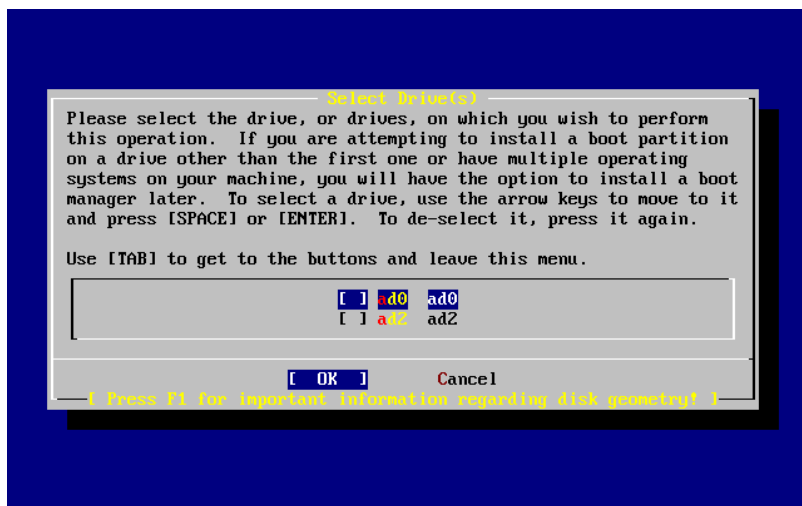 Select Drive(s)
Please select the drive, or drives, on which you wish to perform
this operation.  If you are attempting to install a boot partition
on a drive other than the first one or have multiple operating
systems on your machine, you will have the option to install a boot
manager later.  To select a drive, use the arrow keys to move to it
and press [SPACE] or [ENTER].  To de-select it, press it again.
Use [TAB] to get to the buttons and leave this menu.
[ ] ad0  ad0
[ ] ad2  ad2
[  OK  ]  Cancel
[ Press F1 for important information regarding disk geometry! ]